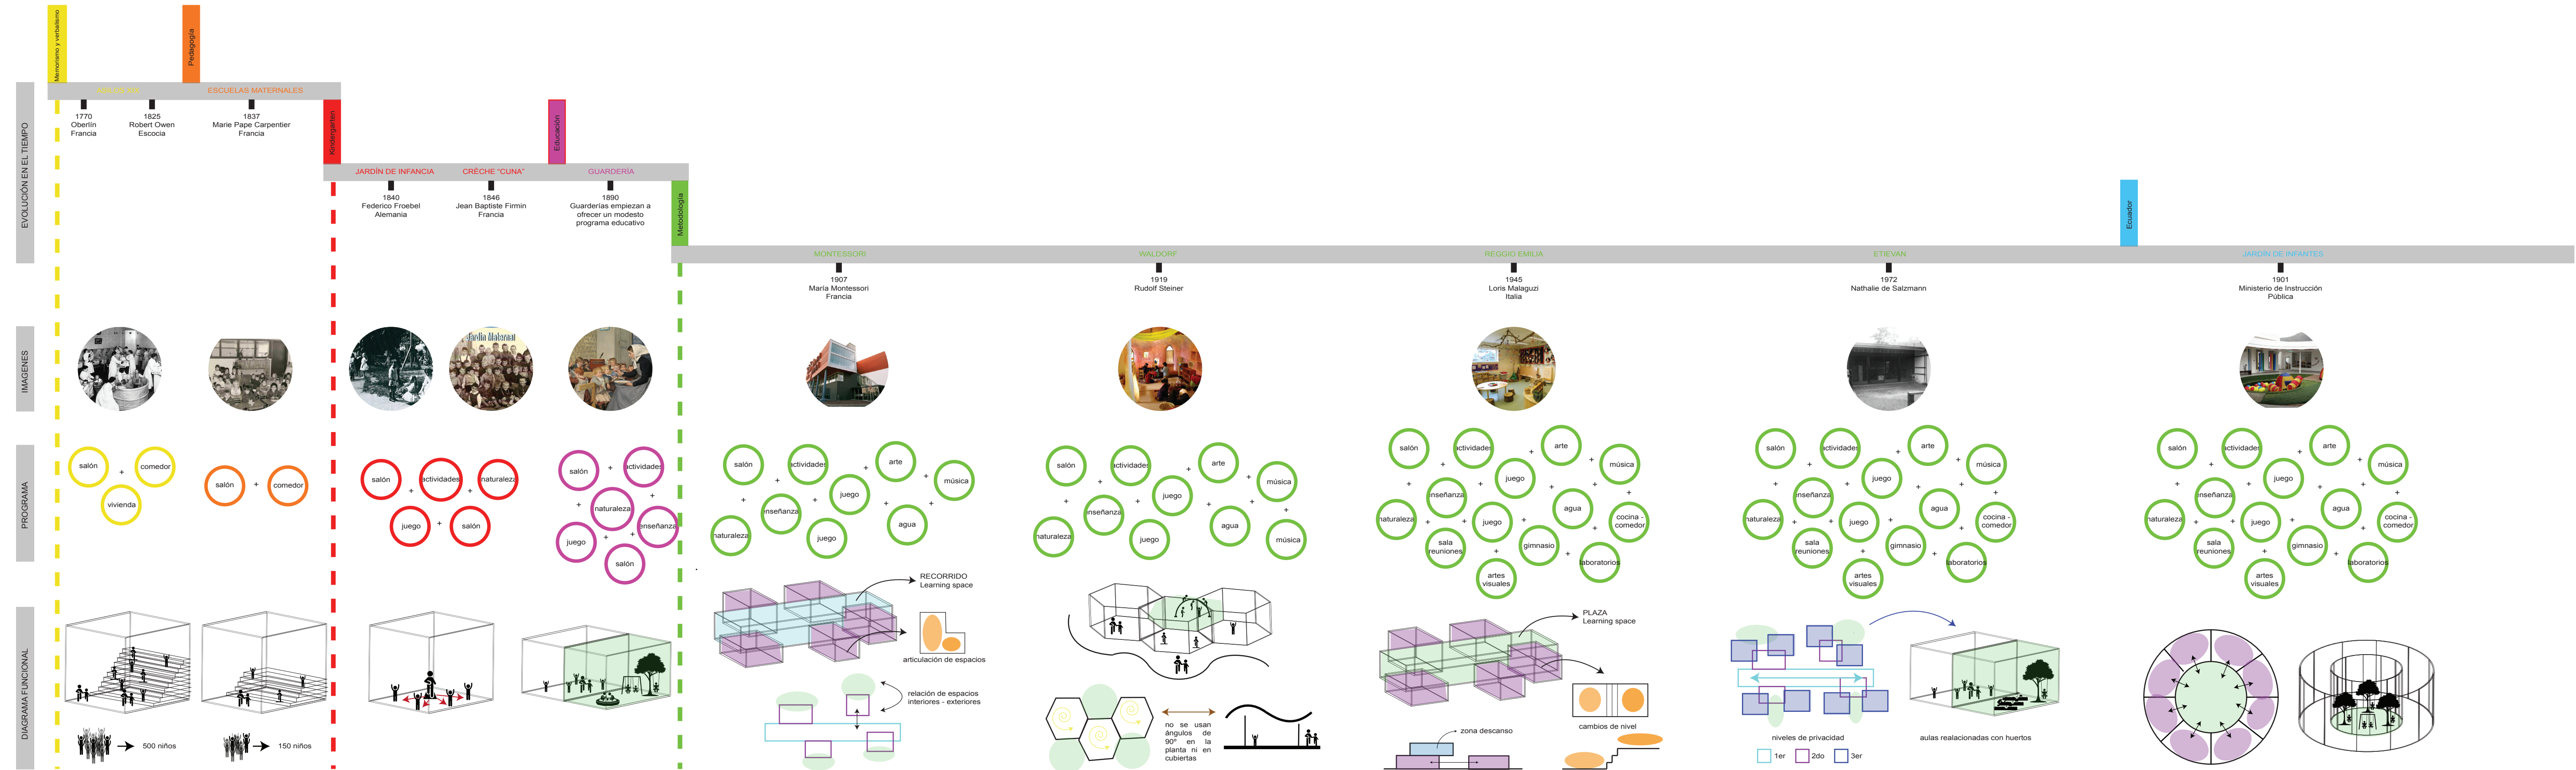 Memorismo y verbalismo
Pedagogía
EVOLUCIÓN EN EL TIEMPO
ESCUELAS MATERNALES
1770
Oberlín
Francia
1825
Robert Owen
Escocia
1837
Marie Pape Carpentier
Francia
Kindergarten
Educación
JARDÍN DE INFANCIA
CRÈCHE "CUNA"
GUARDERÍA
1840
Federico Froebel
Alemania
1846
Jean Baptiste Firmin
Francia
1890
Guarderías empiezan a
ofrecer un modesto
programa educativo
Metodología
Ecuador
MONTESSORI
WALDORF
REGGIO EMILIA
ETIEVAN
JARDÍN DE INFANTES
1907
María Montessori
Francia
1919
Rudolf Steiner
1945
Loris Malaguzi
Italia
1972
Nathalie de Salzmann
1901
Ministerio de Instrucción
Pública
IMAGENES
Jardin Maternal
PROGRAMA
salón
+
comedor
vivienda
salón
+
comedor
salón
actividades
naturaleza
+
+
juego
+
salón
salón
+
actividades
+
naturaleza
enseñanza
juego
+
+
salón
salón
actividades
arte
música
+
+
+
juego
+
+
enseñanza
agua
naturaleza
juego
salón
actividades
arte
música
+
+
+
juego
+
+
enseñanza
agua
+
naturaleza
juego
música
salón
actividades
arte
música
+
+
+
juego
+
+
enseñanza
+
agua
naturaleza
+
juego
+
cocina -
comedor
sala
reuniones
+
gimnasio
+
laboratorios
artes
visuales
salón
actividades
arte
música
+
+
+
juego
+
+
enseñanza
+
agua
naturaleza
+
juego
+
cocina -
comedor
sala
reuniones
+
gimnasio
+
laboratorios
artes
visuales
salón
actividades
arte
música
+
+
+
juego
+
+
enseñanza
+
agua
naturaleza
+
juego
+
cocina -
comedor
sala
reuniones
+
gimnasio
+
laboratorios
artes
visuales
DIAGRAMA FUNCIONAL
500 niños
150 niños
RECORRIDO
Learning space
articulación de espacios
relación de espacios
interiores - exteriores
no se usan
ángulos de
90º en la
planta ni en
cubiertas
PLAZA
Learning space
cambios de nivel
zona descanso
niveles de privacidad
1er
2do
3er
aulas realacionadas con huertos